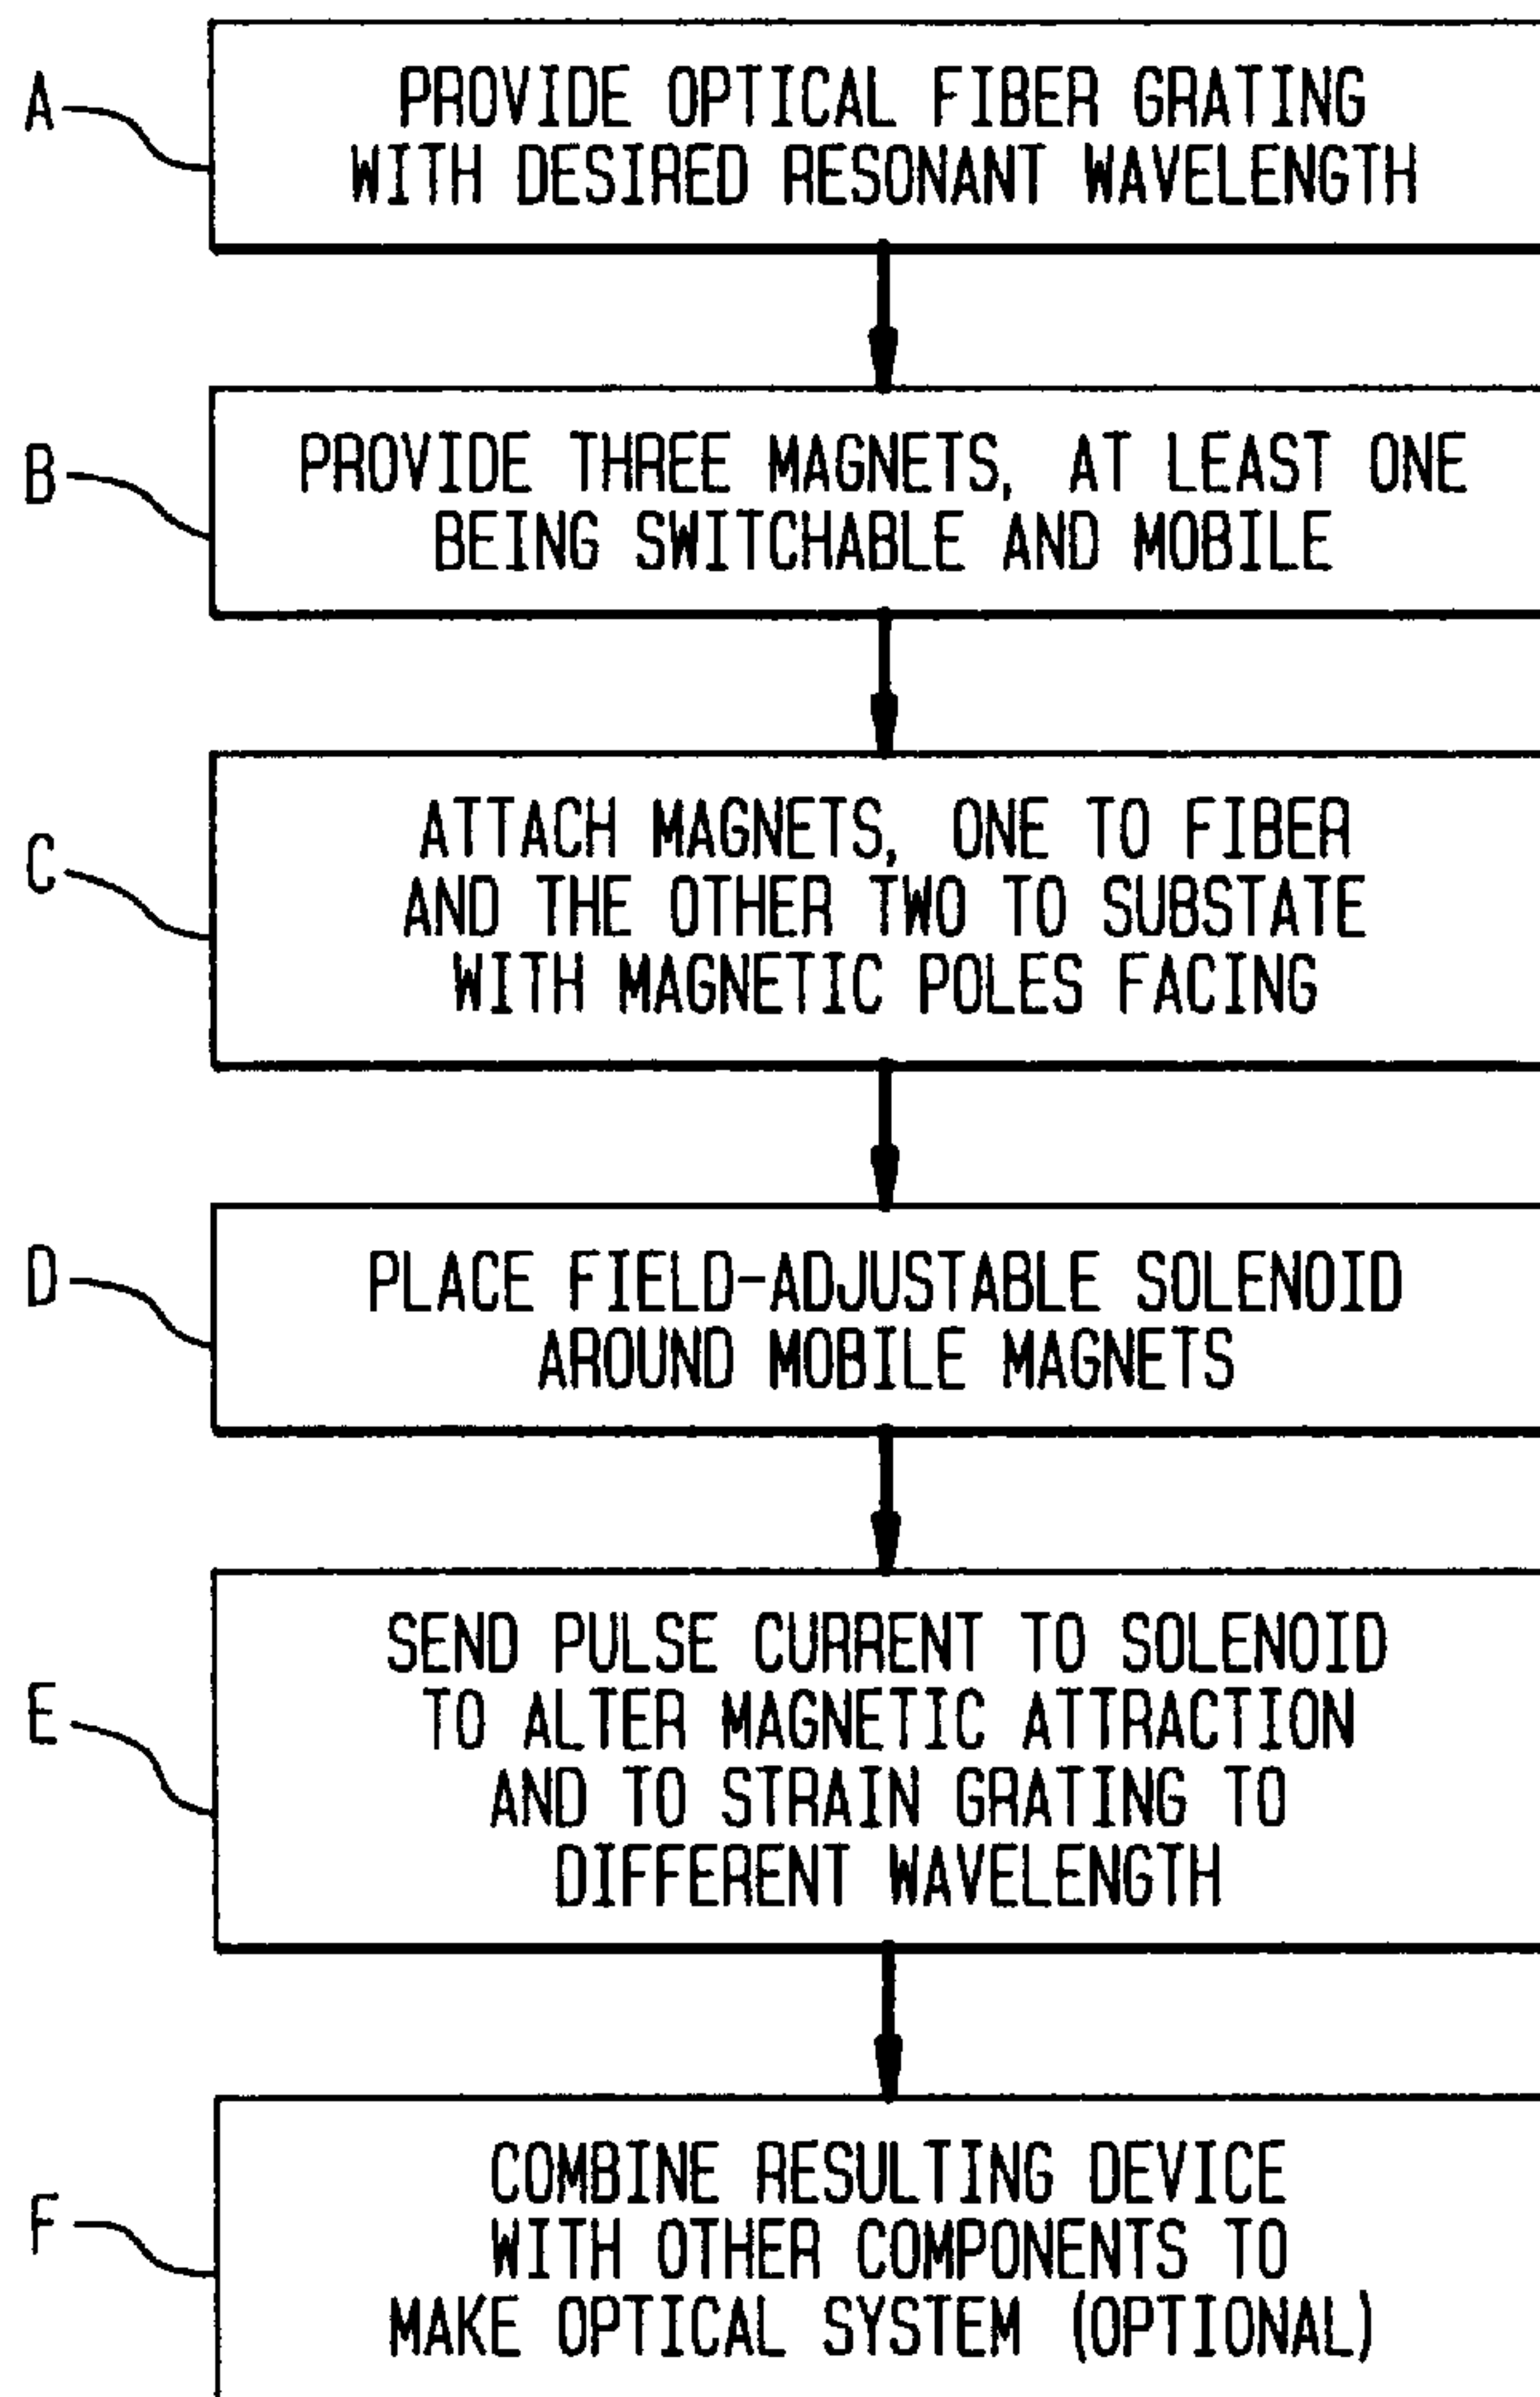 A
PROVIDE OPTICAL FIBER GRATING
WITH DESIRED RESONANT WAVELENGTH
B
PROVIDE THREE MAGNETS, AT LEAST ONE
BEING SWITCHABLE AND MOBILE
C
ATTACH MAGNETS, ONE TO FIBER
AND THE OTHER TWO TO SUBSTATE
WITH MAGNETIC POLES FACING
D
PLACE FIELD-ADJUSTABLE SOLENOID
AROUND MOBILE MAGNETS
E
SEND PULSE CURRENT TO SOLENOID
TO ALTER MAGNETIC ATTRACTION
AND TO STRAIN GRATING TO
DIFFERENT WAVELENGTH
F
COMBINE RESULTING DEVICE
WITH OTHER COMPONENTS TO
MAKE OPTICAL SYSTEM (OPTIONAL)